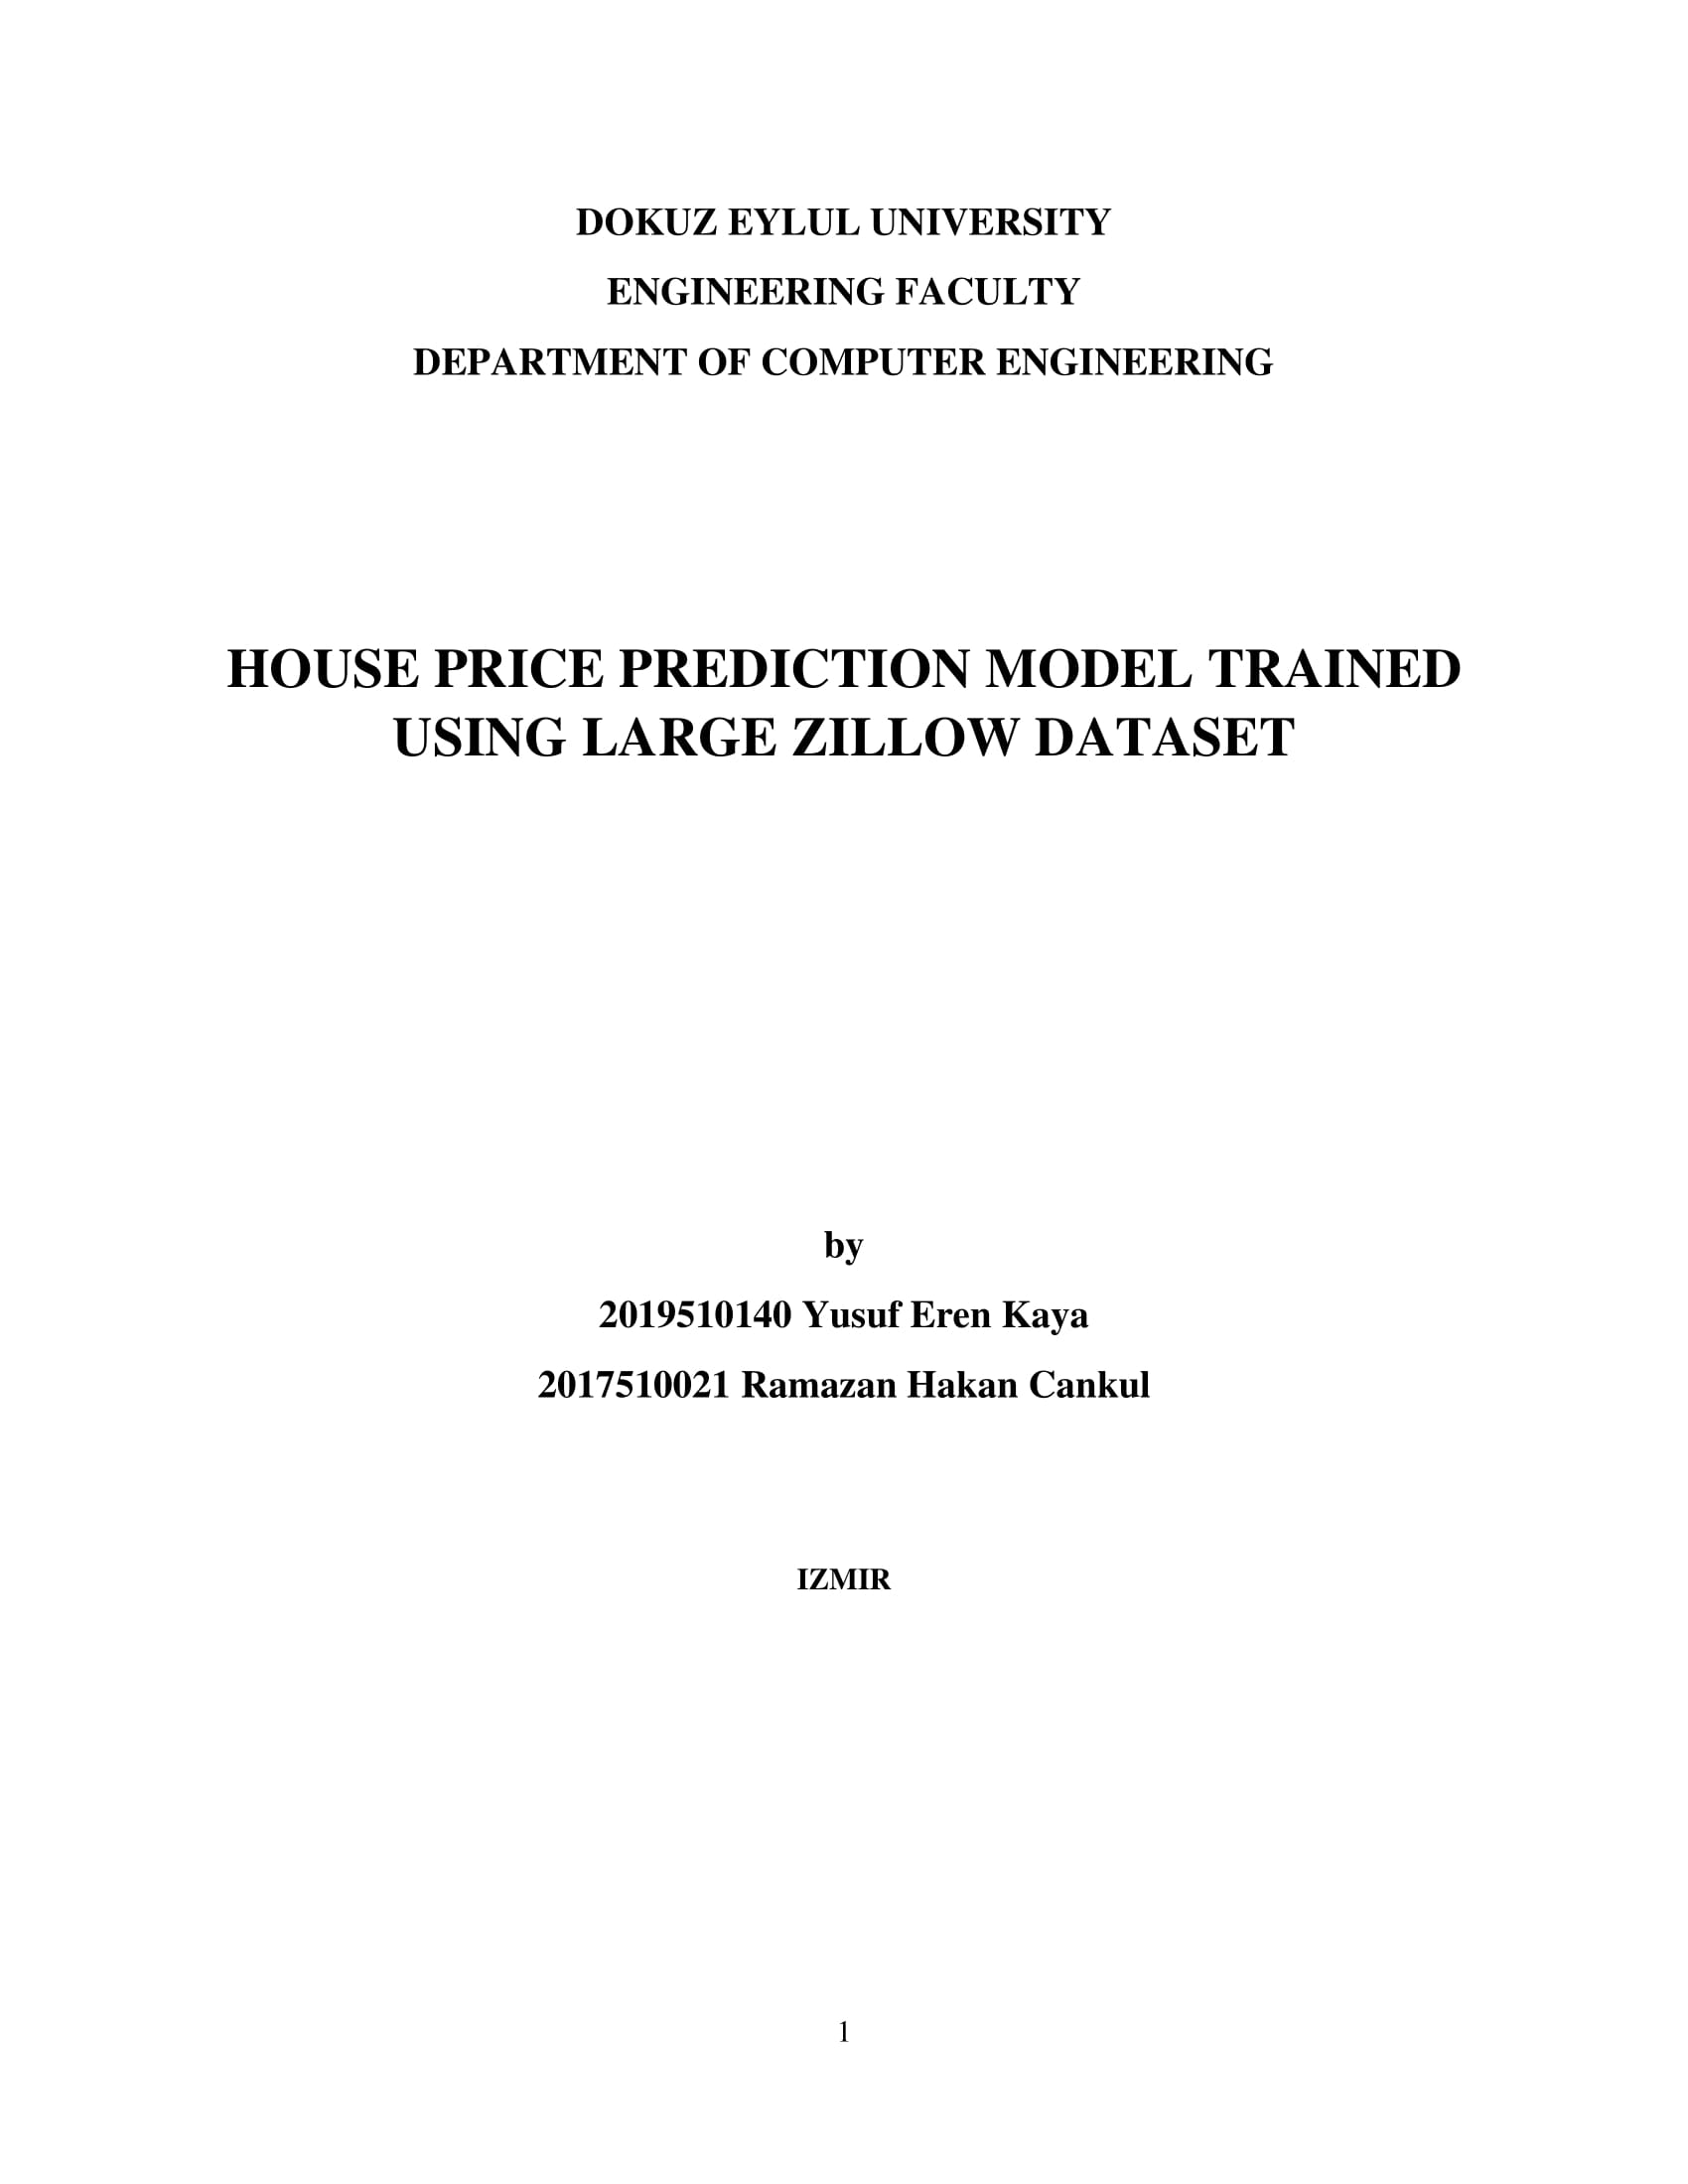 DOKUZ EYLUL UNIVERSITY
ENGINEERING FACULTY
DEPARTMENT OF COMPUTER ENGINEERING
HOUSE PRICE PREDICTION MODEL TRAINED
USING LARGE ZILLOW DATASET
by
2019510140 Yusuf Eren Kaya
2017510021 Ramazan Hakan Cankul
IZMIR
1